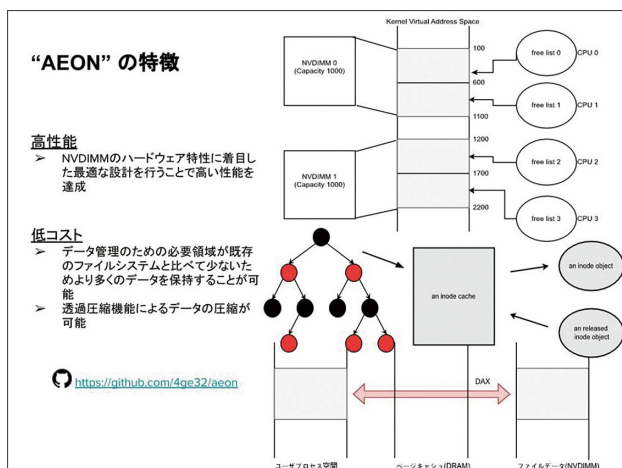 "AEON" の特徴
高性能
➢ NVDIMMのハードウェア特性に着目し
た最適な設計を行うことで高い性能を
達成
低コスト
➢ データ管理のための必要領域が既存
のファイルシステムと比べて少ないた
めより多くのデータを保持することが可
能
➢ 透過圧縮機能によるデータの圧縮が
可能
https://github.com/4ge32/aeon
Kernel Virtual Address Space
NVDIMM 0
(Capacity 1000)
100
600
1100
free list 0
CPU 0
free list 1
CPU 1
NVDIMM 1
(Capacity 1000)
1200
1700
2200
free list 2
CPU 2
free list 3
CPU 3
an inode cache
an inode object
an released
inode object
DAX
ユーザプロセス空間
ページキャシュ(DRAM)
ファイルデータ(NVDIMM)